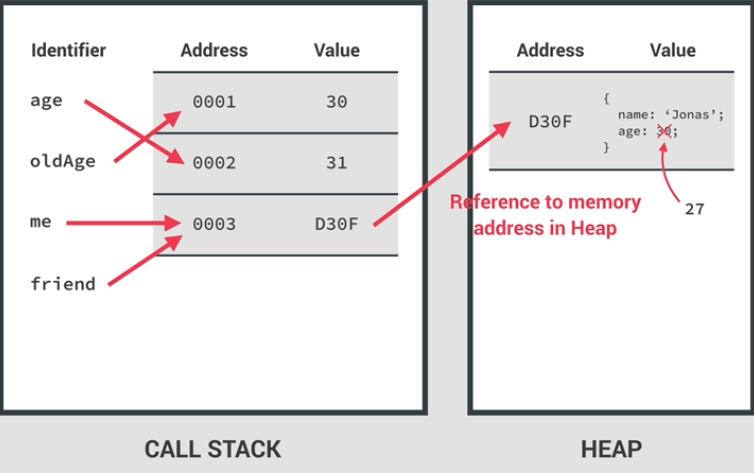 Identifier Address Value
age 0001 30
oldAge 0002 31
me 0003 D30F
friend
CALL STACK
Address Value
D30F
{
name: ‘Jonas’;
age: 30;
}
27
Reference to memory
address in Heap
HEAP